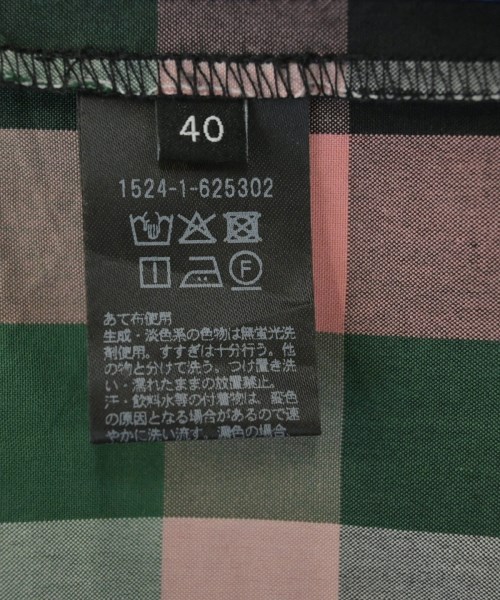 40
1524-1-625302
F
あて布使用
生成・淡色系の色物は無蛍光洗
剤使用。すすぎは十分行う。他
の物と分けて洗う。つけ置き洗
い・濡れたままの放置禁止。
汗・飲料水等の付着物は、変色
の原因となる場合があるので速
やかに洗い流す。濃色の場合、